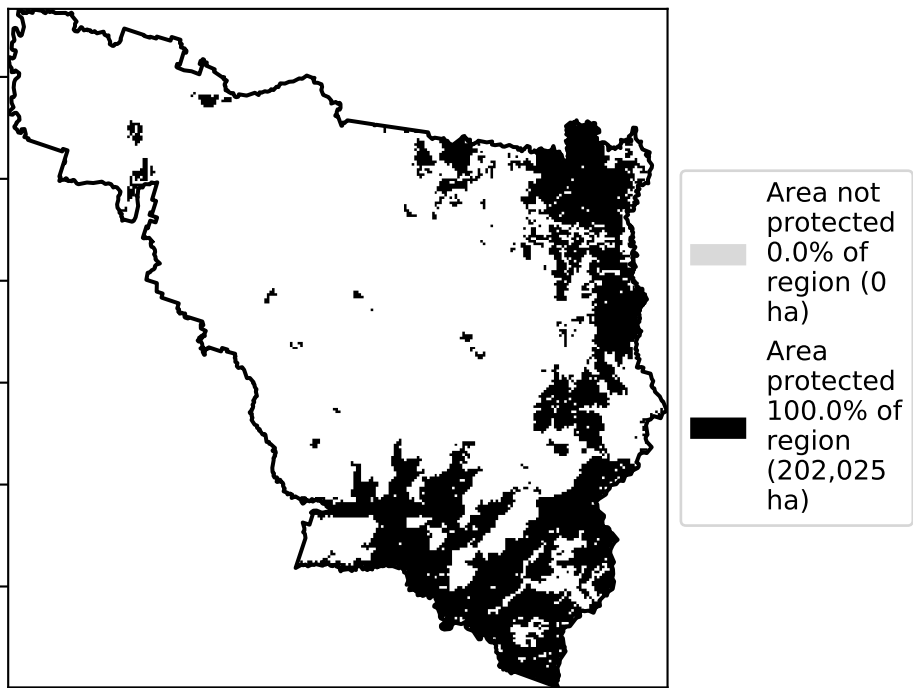 Area not
protected
0.0% of
region (0
ha)
Area
protected
100.0% of
region
(202,025
ha)